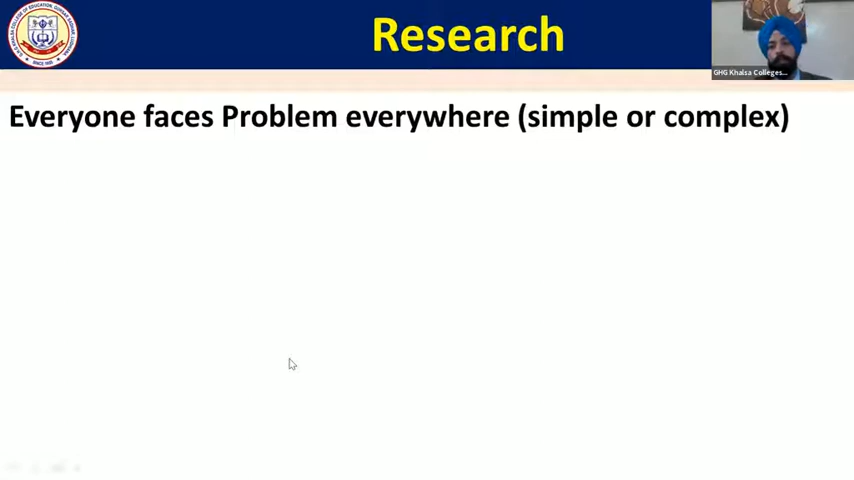 Research
GHG Khalsa Colleges...
Everyone faces Problem everywhere (simple or complex)